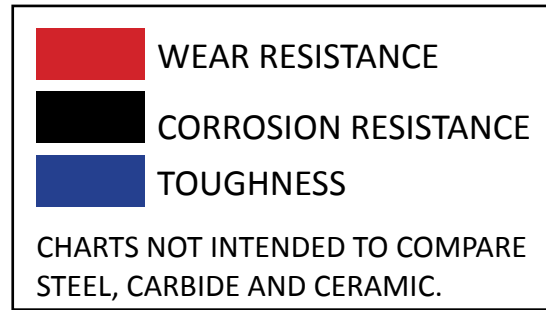 WEAR RESISTANCE
CORROSION RESISTANCE
TOUGHNESS
CHARTS NOT INTENDED TO COMPARE
STEEL, CARBIDE AND CERAMIC.